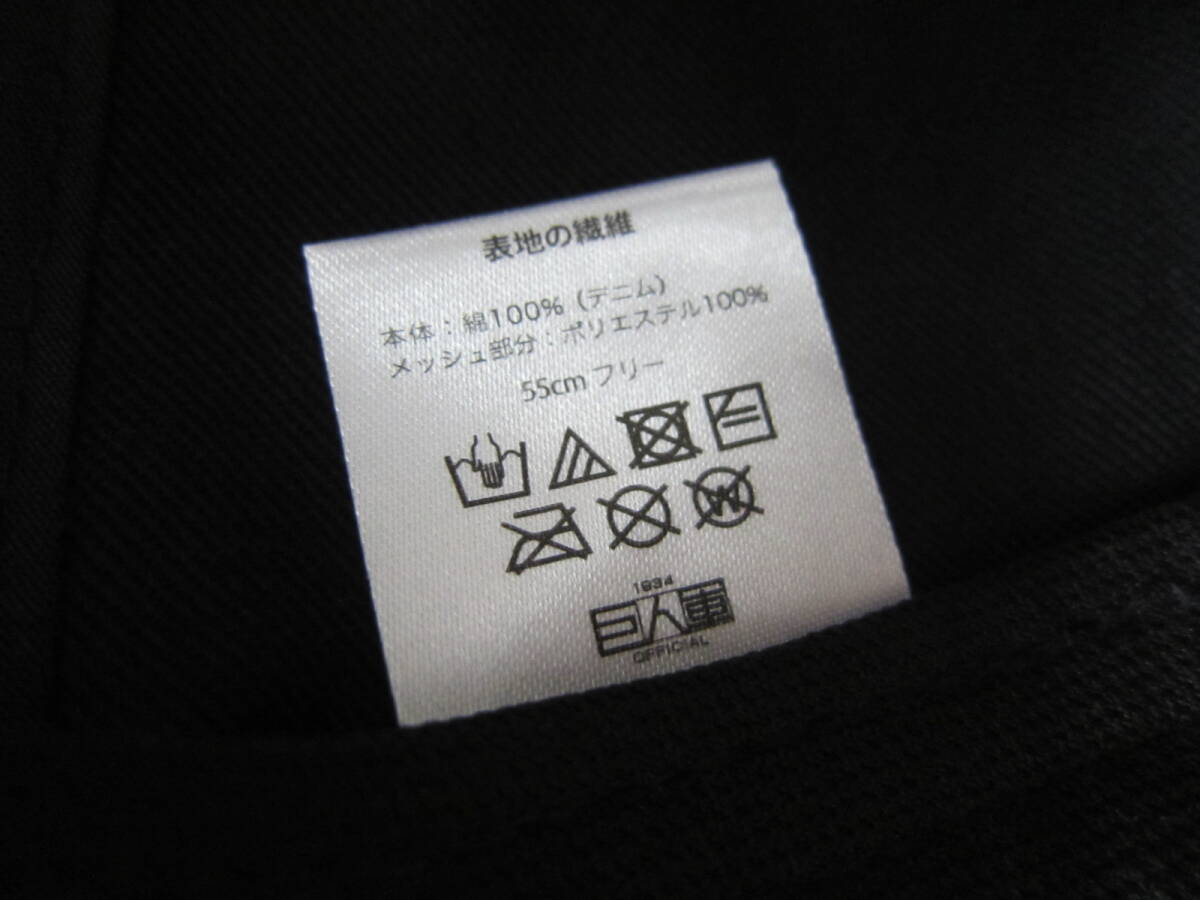 表地の繊維
本体：綿100%（デニム）
メッシュ部分：ポリエステル100%
55cm フリー
W
1934
巨人軍
OFFICIAL